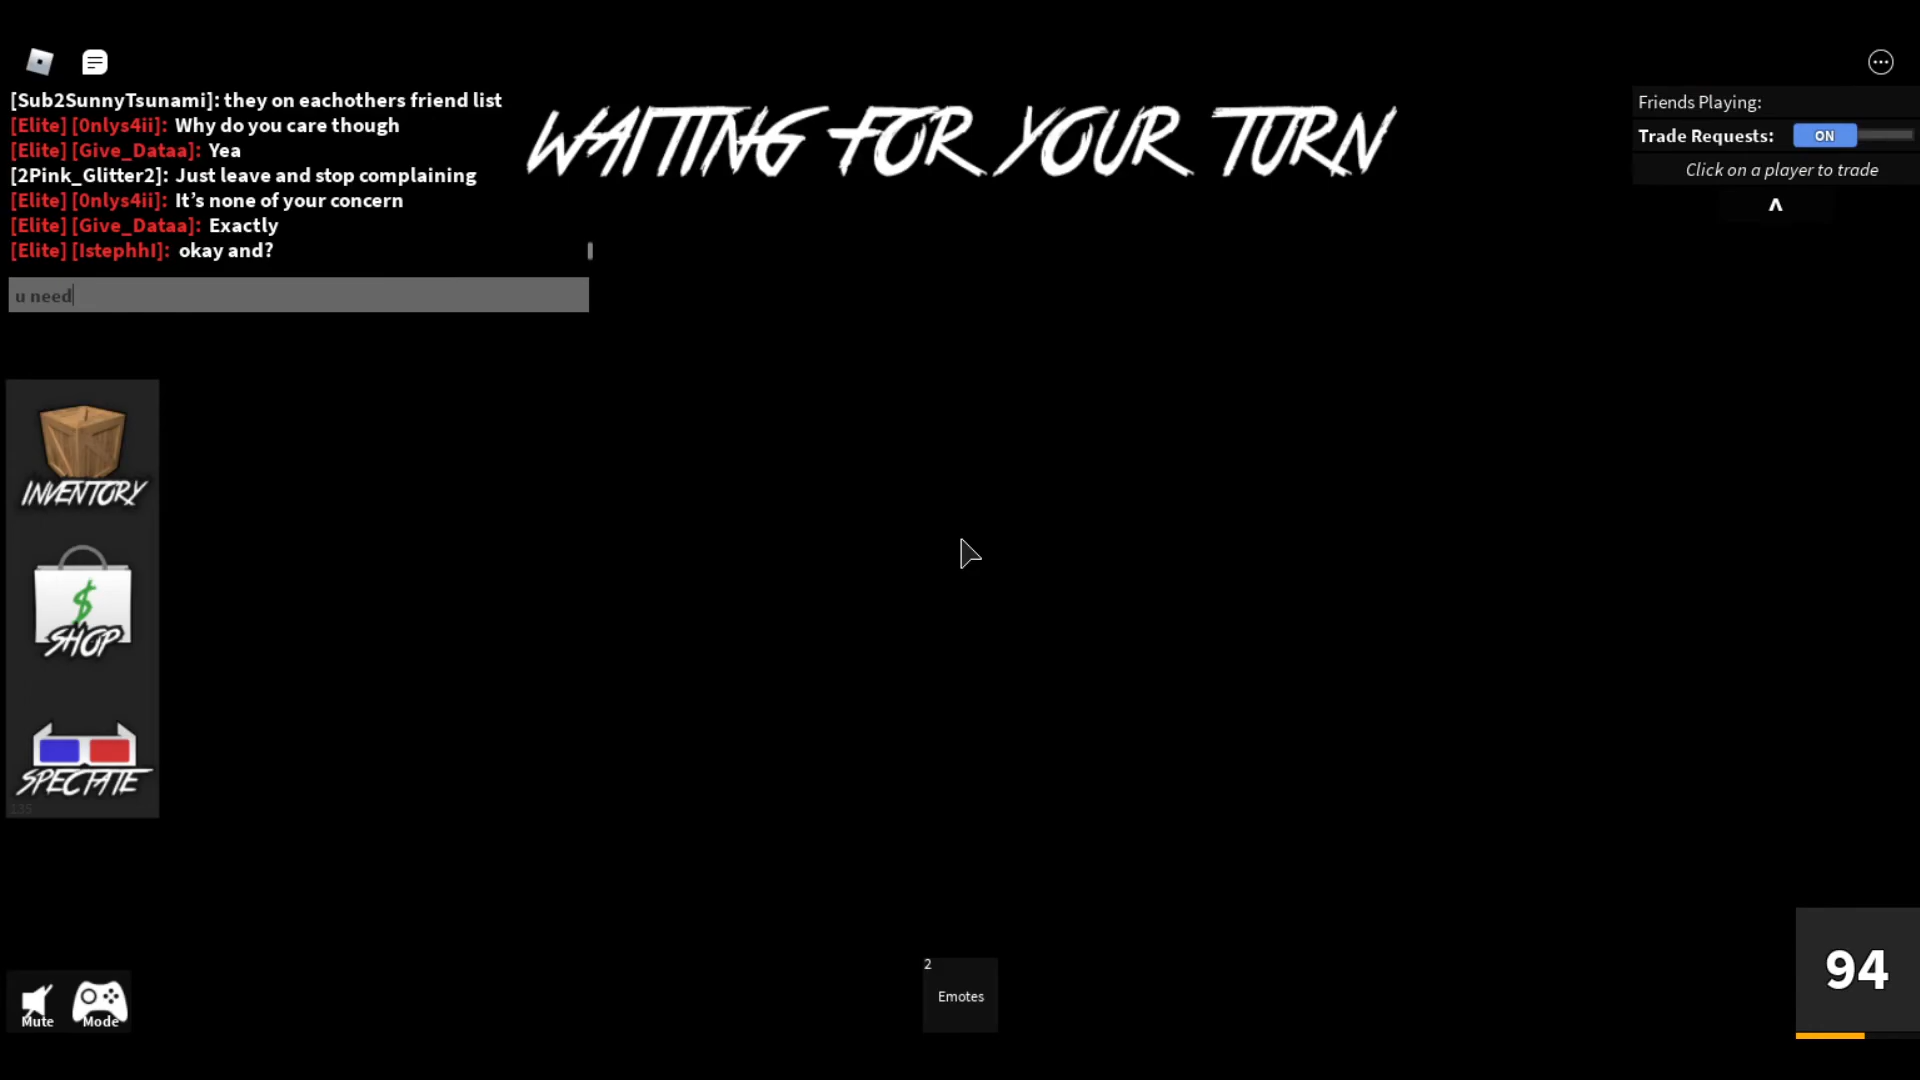 [Sub2SunnyTsunami]: they on eachothers friend list
[Elite] [0nlys4ii]: Why do you care though
[Elite] [Give_Dataa]: Yea
[2Pink_Glitter2]: Just leave and stop complaining
[Elite] [0nlys4ii]: It’s none of your concern
[Elite] [Give_Dataa]: Exactly
[Elite] [IstephhI]: okay and?
u need
WAITING FOR YOUR TURN
Friends Playing:
Trade Requests: ON
Click on a player to trade
INVENTORY
$
SHOP
SPECTATE
135
Mute
Mode
2
Emotes
94